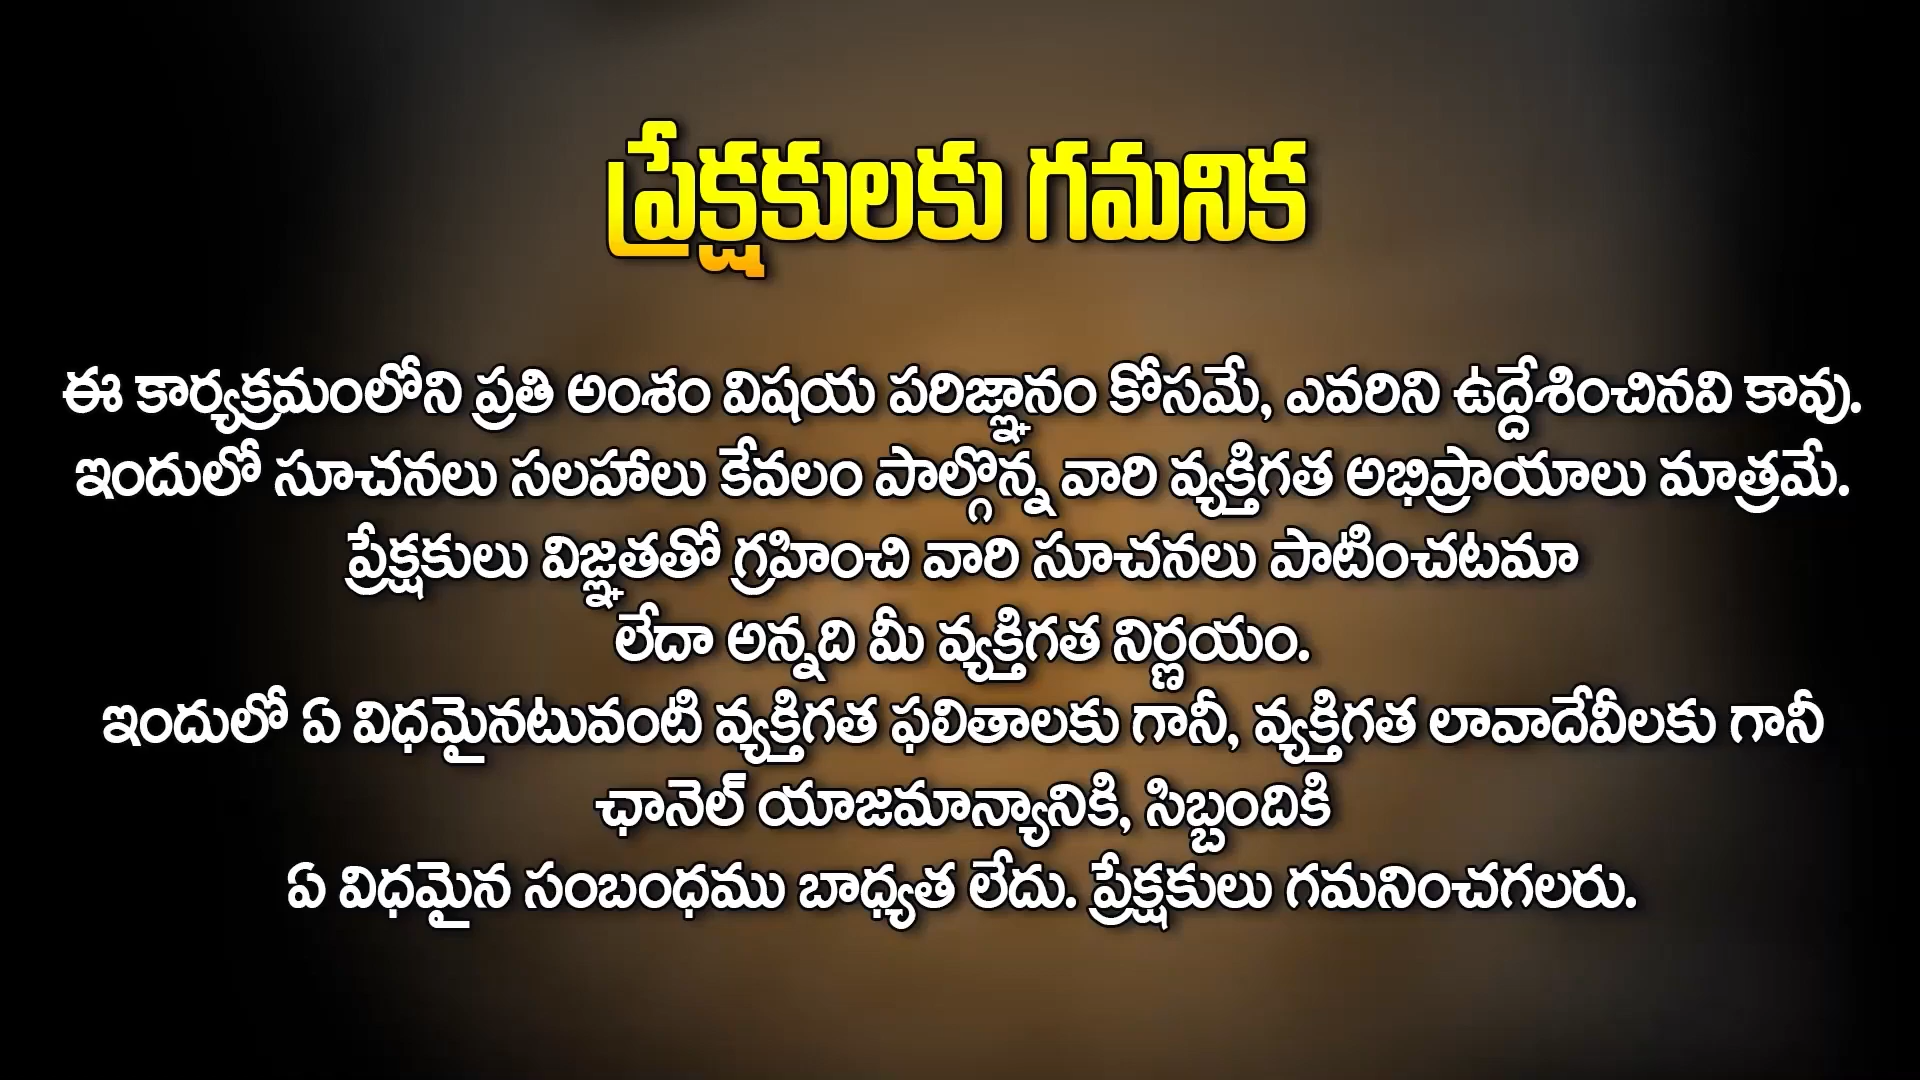 ప్రేక్షకులకు గమనిక
ఈ కార్యక్రమంలోని ప్రతి అంశం విషయ పరిజ్ఞానం కోసమే, ఎవరిని ఉద్దేశించినవి కావు.
ఇందులో సూచనలు సలహాలు కేవలం పాల్గొన్న వారి వ్యక్తిగత అభిప్రాయాలు మాత్రమే.
ప్రేక్షకులు విజ్ఞతతో గ్రహించి వారి సూచనలు పాటించటమా
లేదా అన్నది మీ వ్యక్తిగత నిర్ణయం.
ఇందులో ఏ విధమైనటువంటి వ్యక్తిగత ఫలితాలకు గానీ, వ్యక్తిగత లావాదేవీలకు గానీ
ఛానెల్ యాజమాన్యానికి, సిబ్బందికి
ఏ విధమైన సంబంధము బాధ్యత లేదు. ప్రేక్షకులు గమనించగలరు.